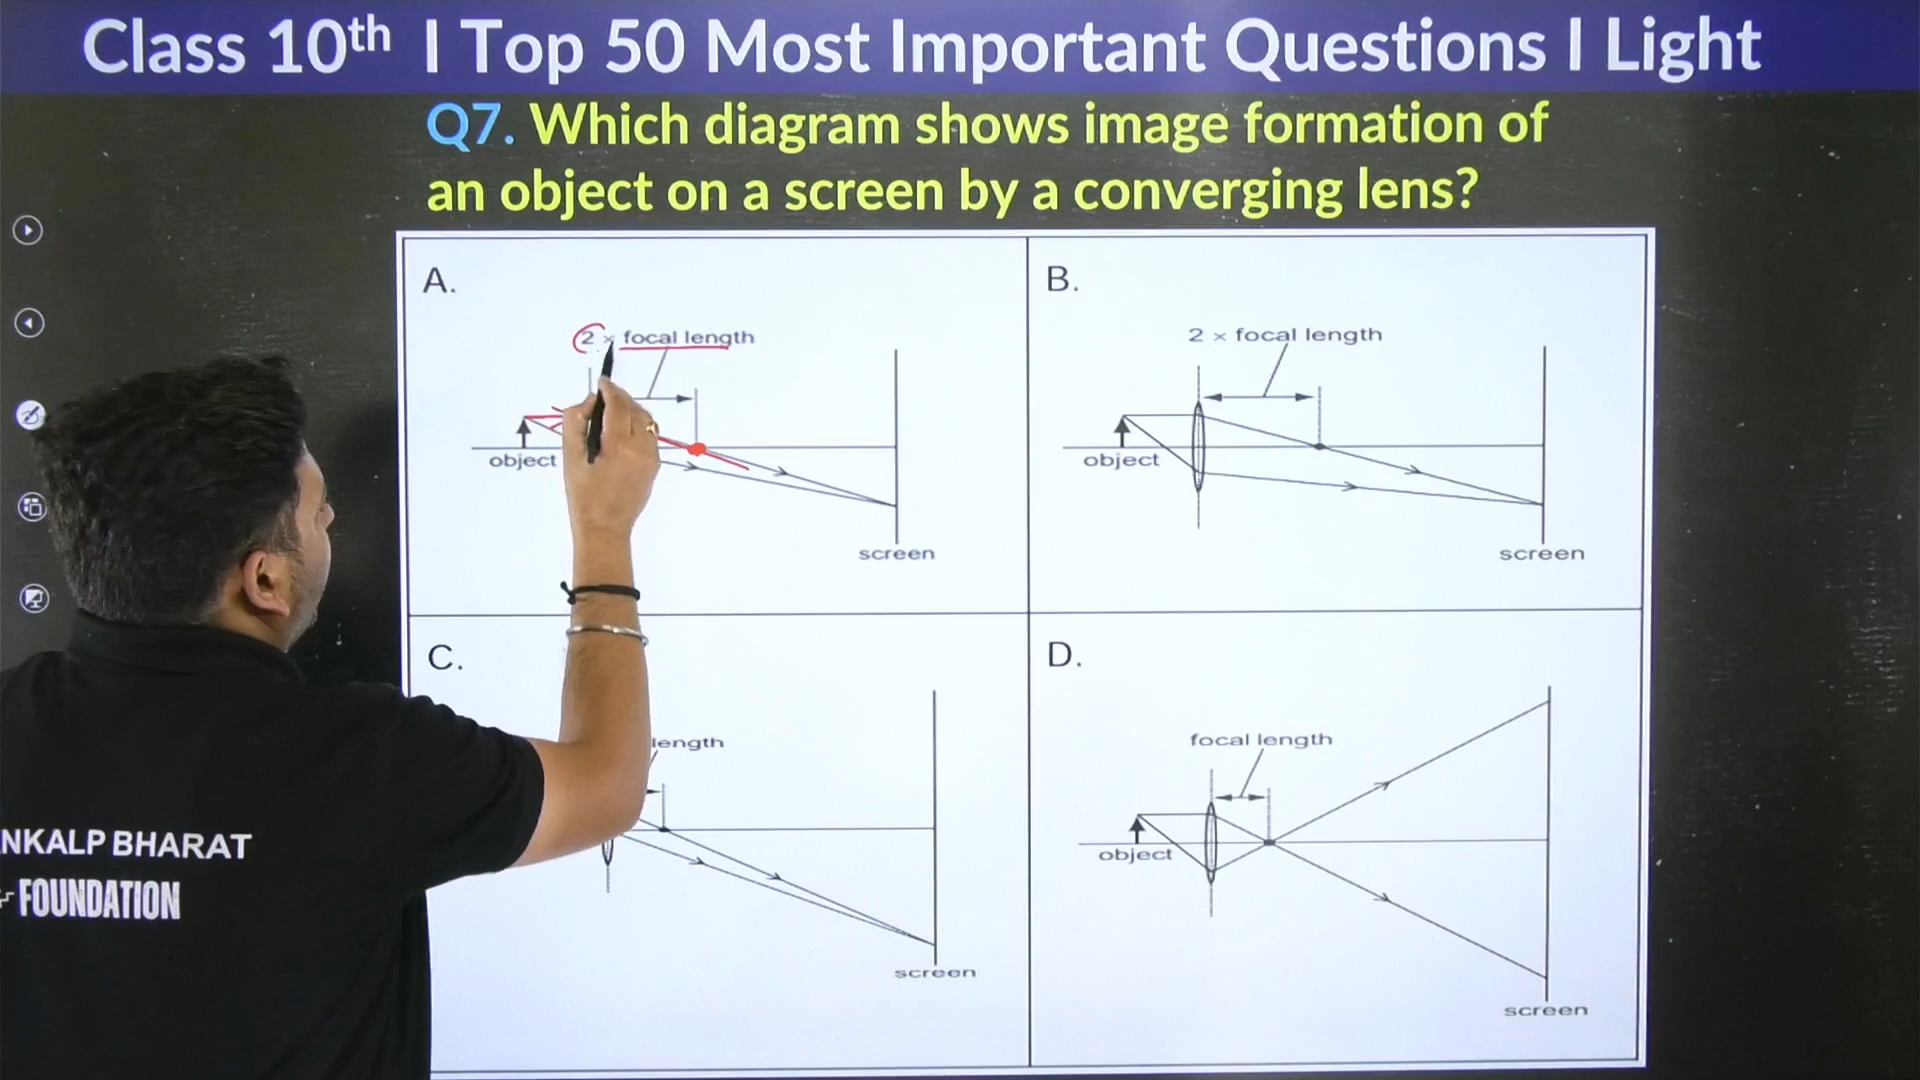 Class 10th I Top 50 Most Important Questions I Light
Q7. Which diagram shows image formation of
an object on a screen by a converging lens?
A.
2 × focal length
object
screen
B.
2 × focal length
object
screen
C.
length
screen
D.
focal length
object
screen
NKALP BHARAT
FOUNDATION